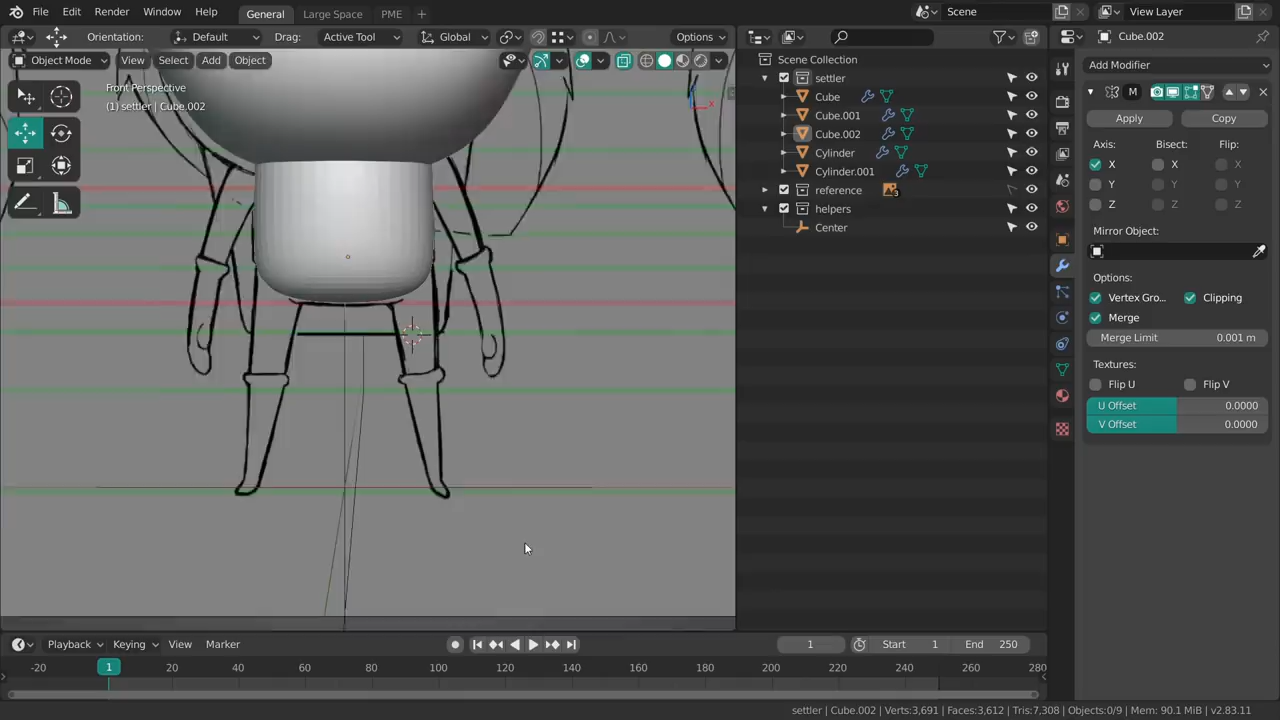 File Edit Render Window Help General Large Space PME + Scene View Layer
Orientation: Default Drag: Active Tool Global Options
Object Mode View Select Add Object
Front Perspective
(1) settler | Cube.002
X
Scene Collection
settler
Cube
Cube.001
Cube.002
Cylinder
Cylinder.001
reference 3
helpers
Center
Cube.002
Add Modifier
M
Apply Copy
Axis: Bisect: Flip:
X X X
Y Y Y
Z Z Z
Mirror Object:
Options:
Vertex Gro... Clipping
Merge
Merge Limit 0.001 m
Textures:
Flip U Flip V
U Offset 0.0000
V Offset 0.0000
Playback Keying View Marker 1 Start 1 End 250
-20 1 20 40 60 80 100 120 140 160 180 200 220 240 260 280
settler | Cube.002 | Verts:3,691 | Faces:3,612 | Tris:7,308 | Objects:0/9 | Mem: 90.1 MiB | v2.83.11